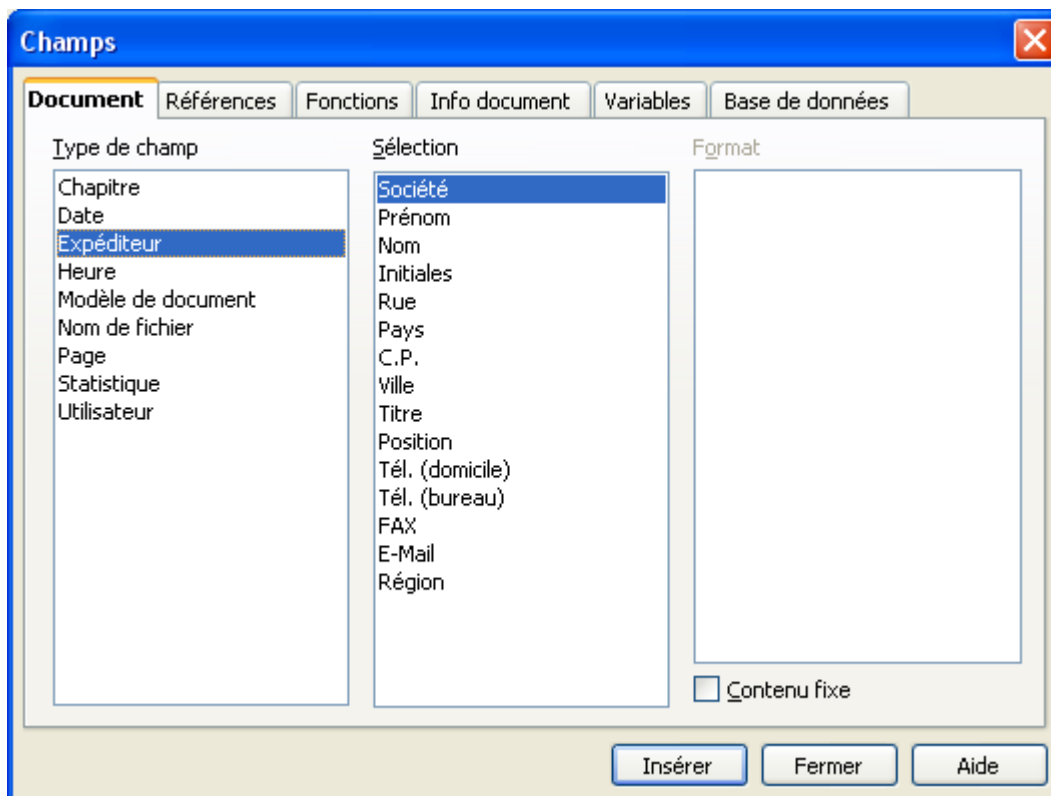 Champs
Document Références Fonctions Info document Variables Base de données
Type de champ
Chapitre
Date
Expéditeur
Heure
Modèle de document
Nom de fichier
Page
Statistique
Utilisateur
Sélection
Société
Prénom
Nom
Initiales
Rue
Pays
C.P.
Ville
Titre
Position
Tél. (domicile)
Tél. (bureau)
FAX
E-Mail
Région
Format
Contenu fixe
Insérer Fermer Aide